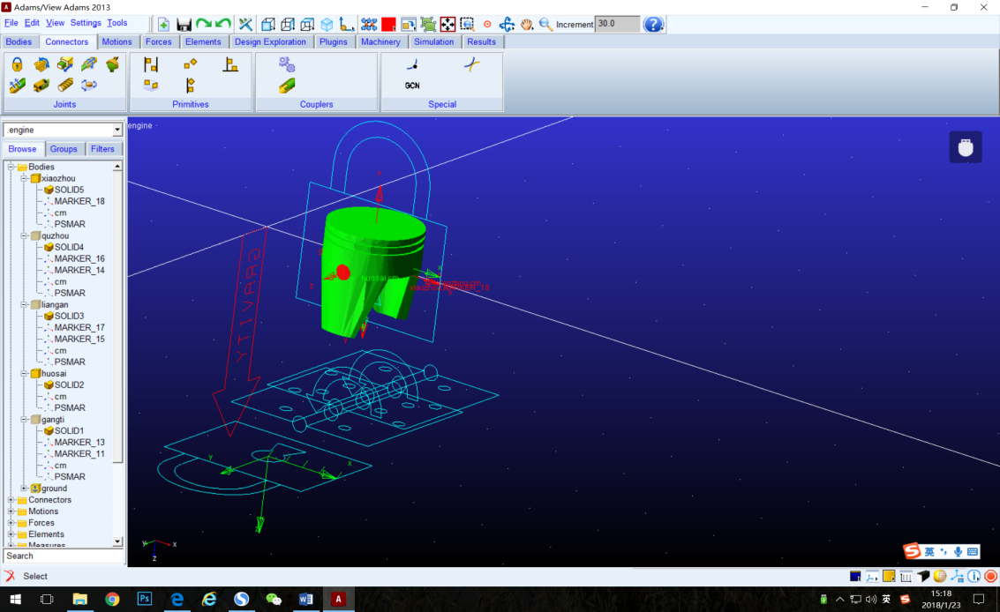 Adams/View Adams 2013
File Edit View Settings Tools
Increment 30.0
Bodies Connectors Motions Forces Elements Design Exploration Plugins Machinery Simulation Results
GCN
Joints Primitives Couplers Special
.engine
engine
Browse Groups Filters
Bodies
xiaozhou
SOLID5
MARKER_18
cm
PSMAR
quzhou
SOLID4
MARKER_16
MARKER_14
cm
PSMAR
liangan
SOLID3
MARKER_17
MARKER_15
cm
PSMAR
huosai
SOLID2
cm
PSMAR
gangti
SOLID1
MARKER_13
MARKER_11
cm
PSMAR
ground
Connectors
Motions
Forces
Elements
Measures
Search
Select
GRAVITY
huosai.cm
x
z
y
x
y
x
z
英
英
15:18
2018/1/23